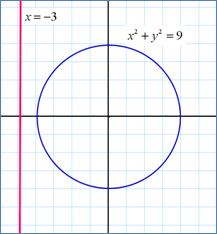 x = −3
x² + y² = 9